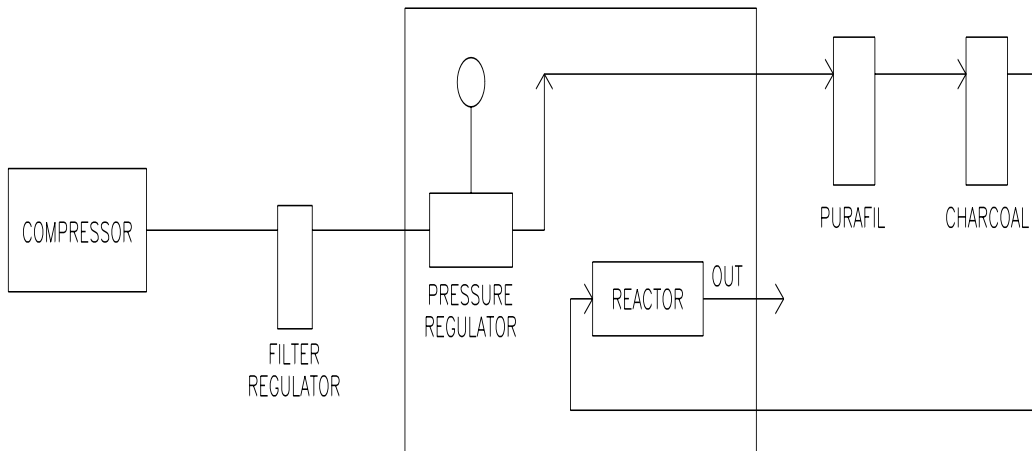 COMPRESSOR
FILTER
REGULATOR
PRESSURE
REGULATOR
REACTOR
OUT
PURAFIL
CHARCOAL